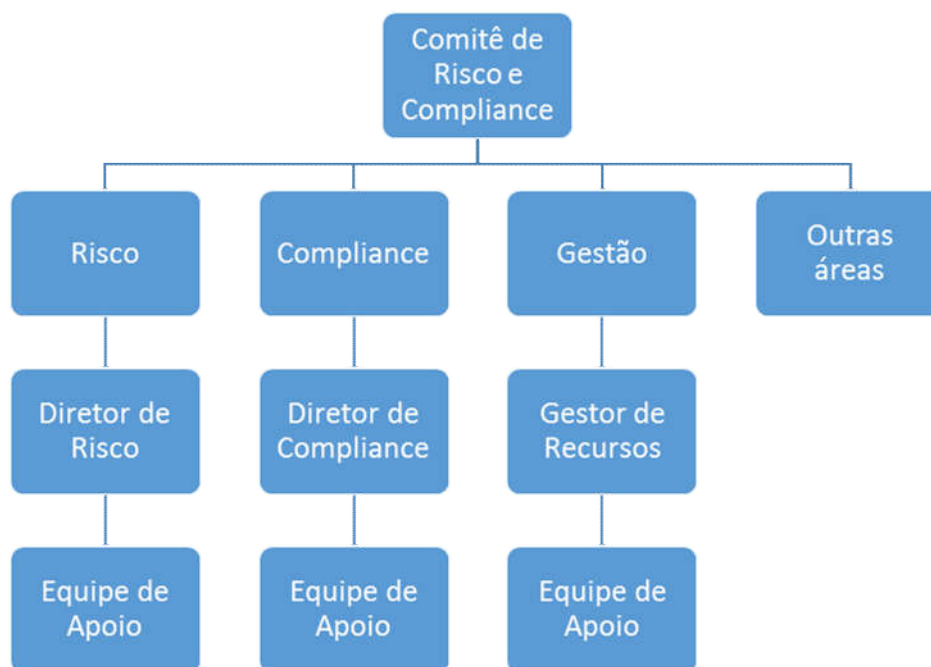 Comitê de
Risco e
Compliance
Risco
Compliance
Gestão
Outras
áreas
Diretor de
Risco
Diretor de
Compliance
Gestor de
Recursos
Equipe de
Apoio
Equipe de
Apoio
Equipe de
Apoio